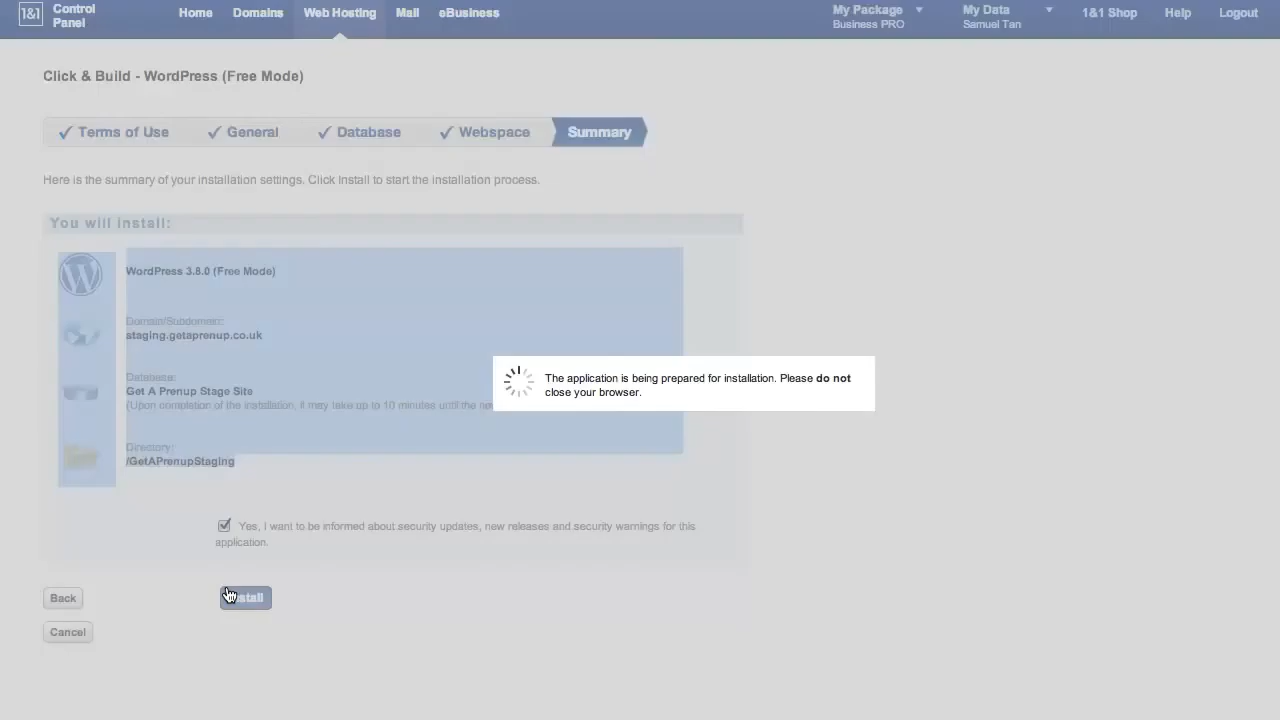 1&1
Control
Panel
Home Domains Web Hosting Mail eBusiness
My Package
Business PRO
My Data
Samuel Tan
1&1 Shop Help Logout
Click & Build - WordPress (Free Mode)
Terms of Use General Database Webspace Summary
Here is the summary of your installation settings. Click Install to start the installation process.
You will install:
WordPress 3.8.0 (Free Mode)
Domain/Subdomain:
staging.getaprenup.co.uk
Database:
Get A Prenup Stage Site
(Upon completion of the installation, it may take up to 10 minutes until the
The application is being prepared for installation. Please do not
close your browser.
Directory:
/GetAPrenupStaging
Yes, I want to be informed about security updates, new releases and security warnings for this
application.
Back
Cancel